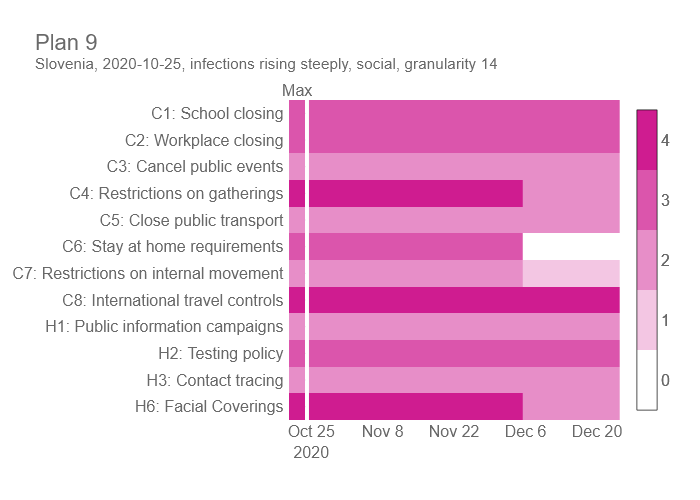 Plan 9
Slovenia, 2020-10-25, infections rising steeply, social, granularity 14
Max
C1: School closing
C2: Workplace closing
C3: Cancel public events
C4: Restrictions on gatherings
C5: Close public transport
C6: Stay at home requirements
C7: Restrictions on internal movement
C8: International travel controls
H1: Public information campaigns
H2: Testing policy
H3: Contact tracing
H6: Facial Coverings
Oct 25 Nov 8 Nov 22 Dec 6 Dec 20
2020
4
3
2
1
0